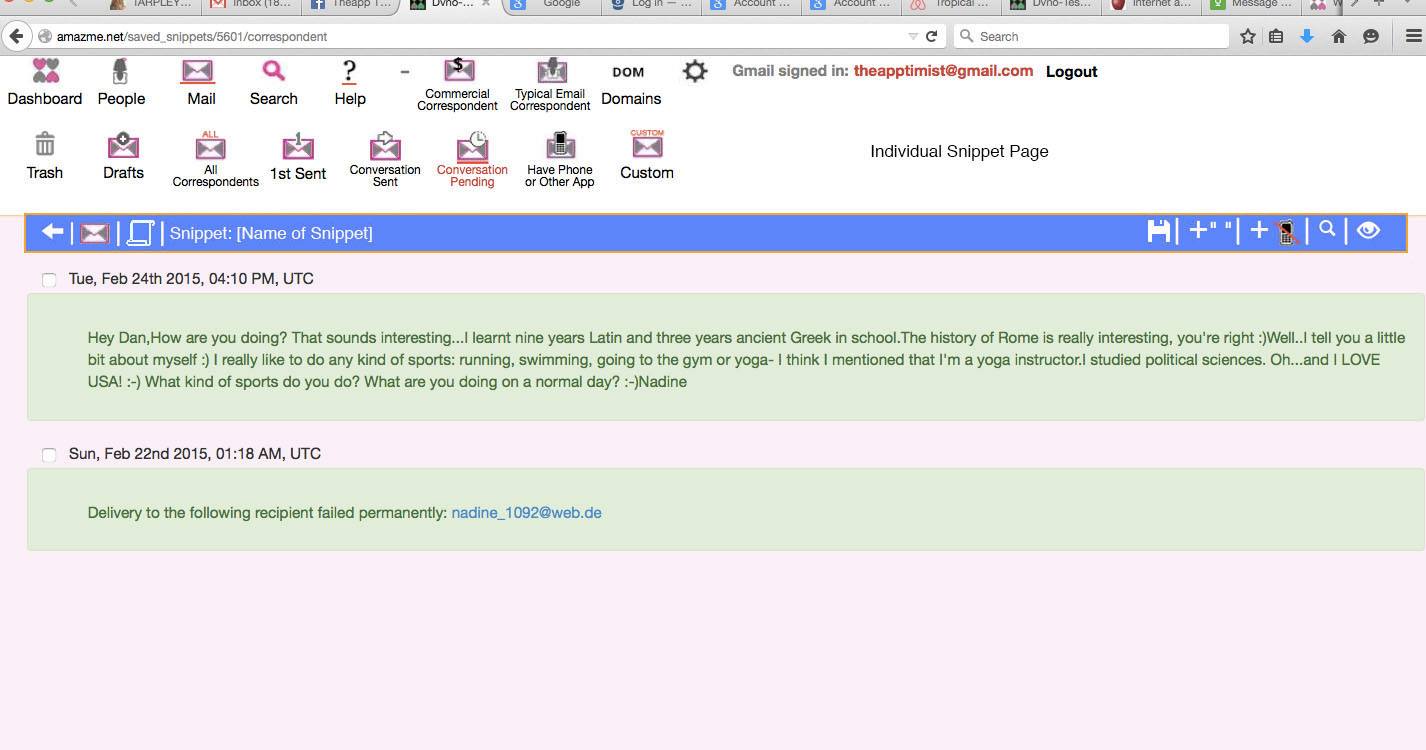 TARPLEY...
Inbox (18...
Theapp T...
Dvno-...
Google
Log in — ...
Account ...
Account ...
Tropical ...
Dvno-Tes...
Internet a...
Message ...
amazme.net/saved_snippets/5601/correspondent
Search
Dashboard
People
Mail
Search
?
Help
$
Commercial
Correspondent
Typical Email
Correspondent
DOM
Domains
Gmail signed in: theapptimist@gmail.com
Logout
Trash
Drafts
ALL
All
Correspondents
1
1st Sent
Conversation
Sent
Conversation
Pending
Have Phone
or Other App
CUSTOM
Custom
Individual Snippet Page
Snippet: [Name of Snippet]
+" "
+
Tue, Feb 24th 2015, 04:10 PM, UTC
Hey Dan,How are you doing? That sounds interesting...I learnt nine years Latin and three years ancient Greek in school.The history of Rome is really interesting, you're right :)Well..I tell you a little
bit about myself :) I really like to do any kind of sports: running, swimming, going to the gym or yoga- I think I mentioned that I'm a yoga instructor.I studied political sciences. Oh...and I LOVE
USA! :-) What kind of sports do you do? What are you doing on a normal day? :-)Nadine
Sun, Feb 22nd 2015, 01:18 AM, UTC
Delivery to the following recipient failed permanently: nadine_1092@web.de